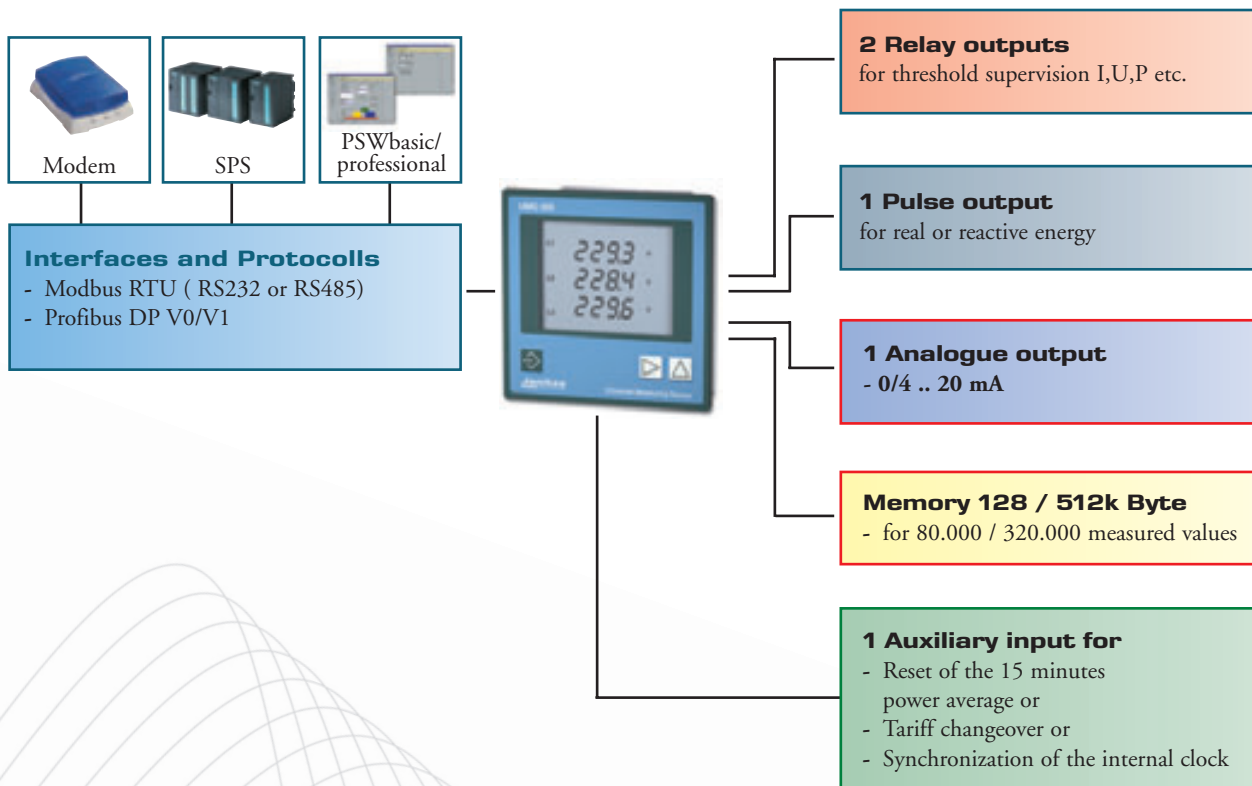 Modem
SPS
PSWbasic/
professional
Interfaces and Protocolls
- Modbus RTU ( RS232 or RS485)
- Profibus DP V0/V1
229.3
228.4
229.6
2 Relay outputs
for threshold supervision I,U,P etc.
1 Pulse output
for real or reactive energy
1 Analogue output
- 0/4 .. 20 mA
Memory 128 / 512k Byte
- for 80.000 / 320.000 measured values
1 Auxiliary input for
- Reset of the 15 minutes
power average or
- Tariff changeover or
- Synchronization of the internal clock